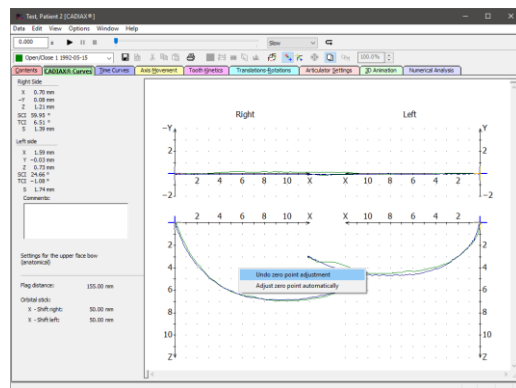 Test, Patient 2 [CADIAX®]
Data Edit View Options Window Help
0.000 s Slow
Open/Close 1 1992-05-15 100.0%
Contents CADIAX® Curves Time Curves Axis Movement Tooth Kinetics Translations-Rotations Articulator Settings 3D Animation Numerical Analysis
Right Side
X 0.70 mm
-Y 0.08 mm
Z 1.21 mm
SCI 59.95 °
TCI 6.51 °
S 1.39 mm
Left side
X 1.59 mm
Y -0.03 mm
Z 0.73 mm
SCI 24.66 °
TCI -1.08 °
S 1.74 mm
Comments:
Settings for the upper face bow
(anatomical)
Flag distance: 155.00 mm
Orbital stick:
X - Shift right: 50.00 mm
X - Shift left: 50.00 mm
Right Left
-Y Y
2 2
2 4 6 8 10 X X 10 8 6 4 2
-2 -2
2 4 6 8 10 X X 10 8 6 4 2
2 2
4 4
Undo zero point adjustment
6 6
Adjust zero point automatically
8 8
10 10
Z Z